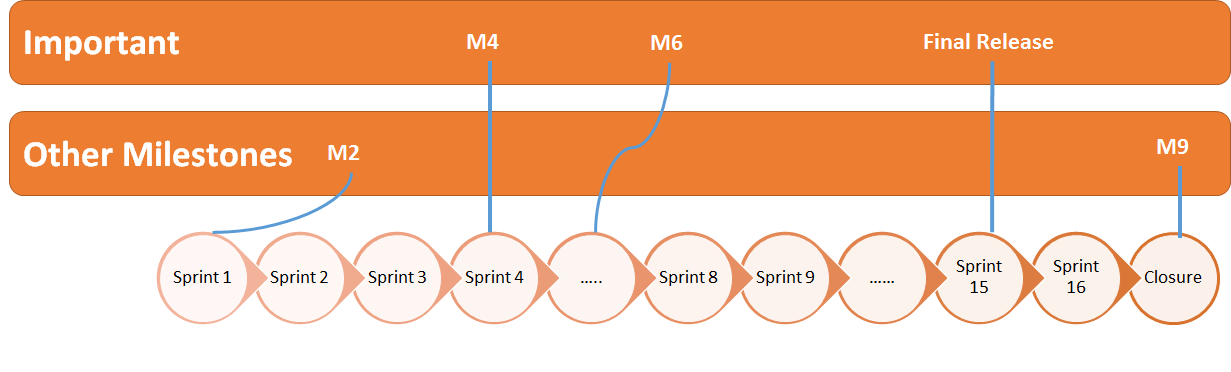 Important
M4
M6
Final Release
Other Milestones
M2
M9
Sprint 1
Sprint 2
Sprint 3
Sprint 4
.....
Sprint 8
Sprint 9
......
Sprint
15
Sprint
16
Closure